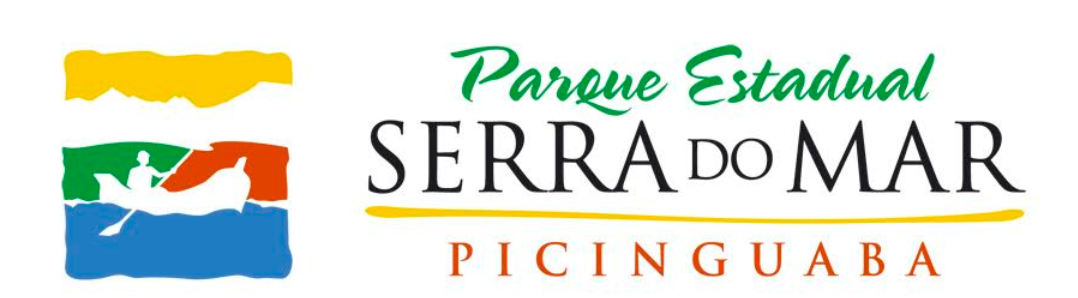 Parque Estadual
SERRA DO MAR
PICINGUABA